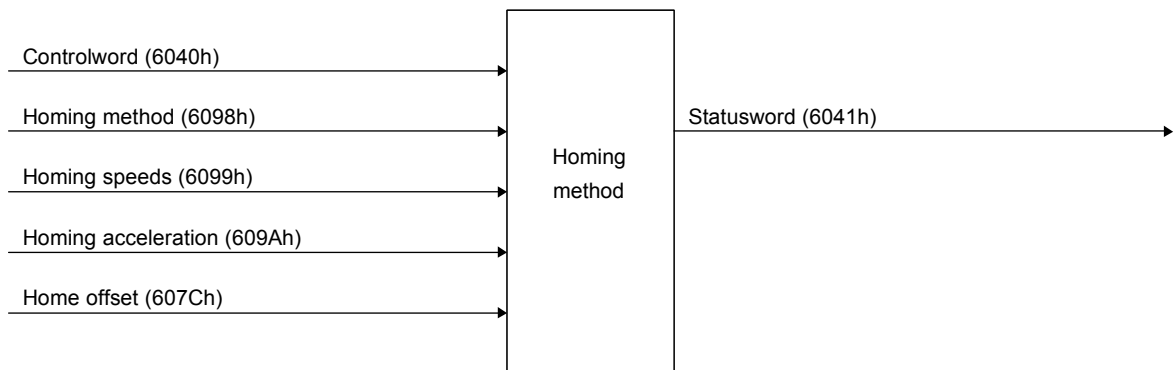 Controlword (6040h)
Homing method (6098h)
Statusword (6041h)
Homing
method
Homing speeds (6099h)
Homing acceleration (609Ah)
Home offset (607Ch)